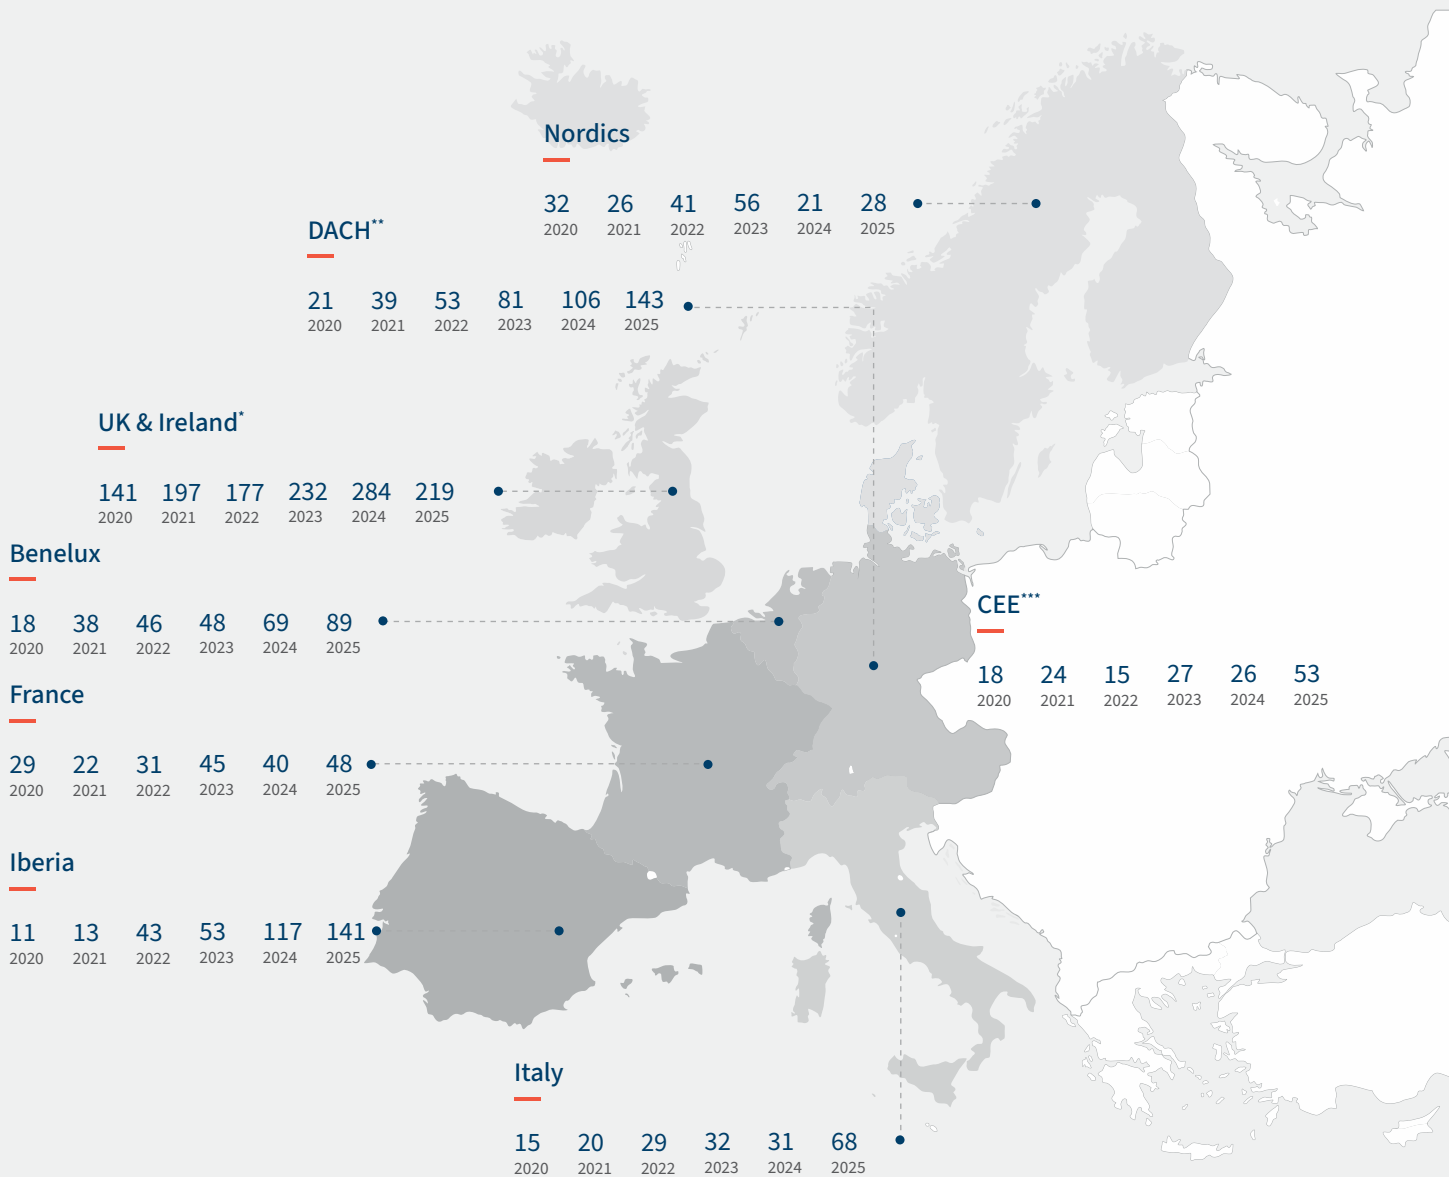 Nordics
32 26 41 56 21 28
2020 2021 2022 2023 2024 2025
DACH**
21 39 53 81 106 143
2020 2021 2022 2023 2024 2025
UK & Ireland*
141 197 177 232 284 219
2020 2021 2022 2023 2024 2025
Benelux
18 38 46 48 69 89
2020 2021 2022 2023 2024 2025
CEE***
18 24 15 27 26 53
2020 2021 2022 2023 2024 2025
France
29 22 31 45 40 48
2020 2021 2022 2023 2024 2025
Iberia
11 13 43 53 117 141
2020 2021 2022 2023 2024 2025
Italy
15 20 29 32 31 68
2020 2021 2022 2023 2024 2025